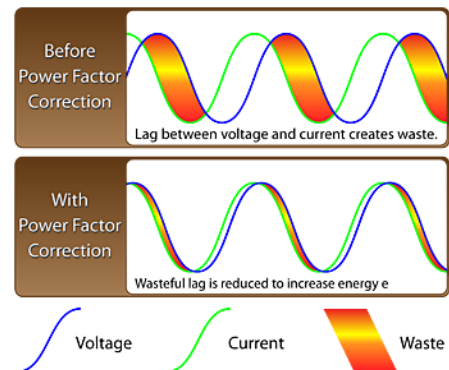 Before
Power Factor
Correction
Lag between voltage and current creates waste.
With
Power Factor
Correction
Wasteful lag is reduced to increase energy e
Voltage
Current
Waste